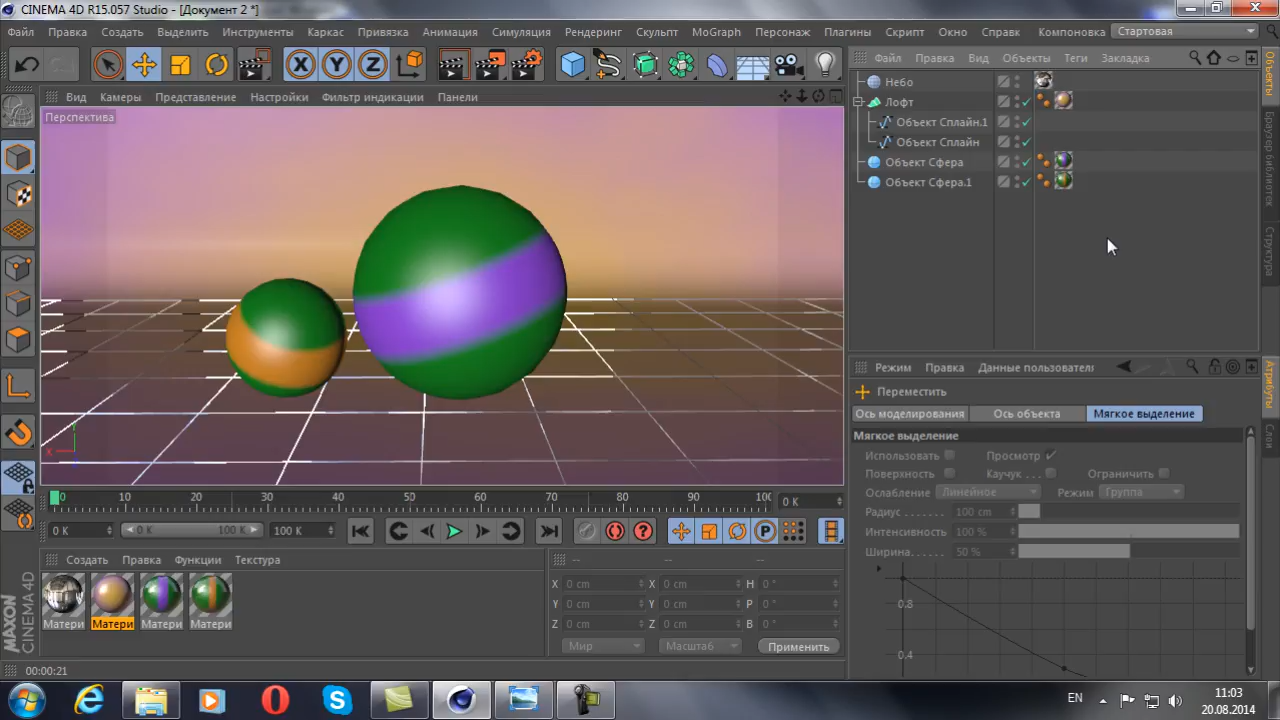 CINEMA 4D R15.057 Studio - [Документ 2 *]
Файл Правка Создать Выделить Инструменты Каркас Привязка Анимация Симуляция Рендеринг Скульпт MoGraph Персонаж Плагины Скрипт Окно Справк Компоновка Стартовая
X Y Z
Вид Камеры Представление Настройки Фильтр индикации Панели
Перспектива
Файл Правка Вид Объекты Теги Закладка
Небо
Лофт
Объект Сплайн.1
Объект Сплайн
Объект Сфера
Объект Сфера.1
Объекты
Браузер библиотек
Структура
Режим Правка Данные пользовател
Переместить
Ось моделирования Ось объекта Мягкое выделение
Мягкое выделение
Использовать Просмотр
Поверхность Каучук Ограничить
Ослабление Линейное Режим Группа
Радиус 100 cm
Интенсивность 100 %
Ширина 50 %
0.8
0.4
Атрибуты
Слои
Y
X
0 10 20 30 40 50 60 70 80 90 10 0 K
0 K 0 K 100 K 100 K
Создать Правка Функции Текстура
Матери Матери Матери Матери
-- -- --
X 0 cm X 0 cm H 0 °
Y 0 cm Y 0 cm P 0 °
Z 0 cm Z 0 cm B 0 °
Мир Масштаб Применить
MAXON CINEMA 4D
00:00:21
EN 11:03
20.08.2014